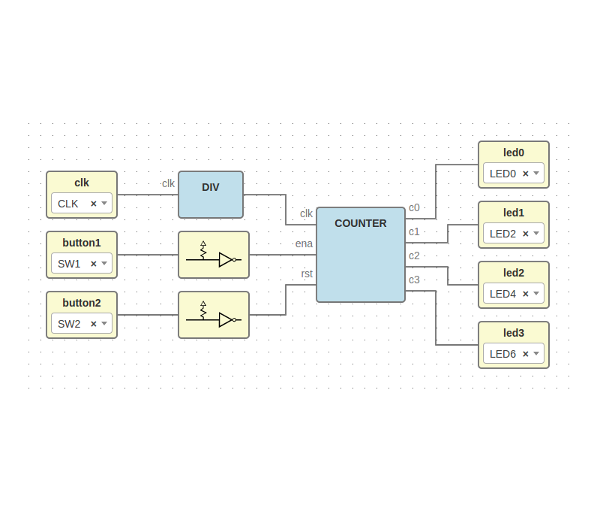 clk
CLK × 
clk
DIV
button1
SW1 ×
button2
SW2 ×
clk
ena
rst
COUNTER
c0
c1
c2
c3
led0
LED0 ×
led1
LED2 ×
led2
LED4 ×
led3
LED6 ×